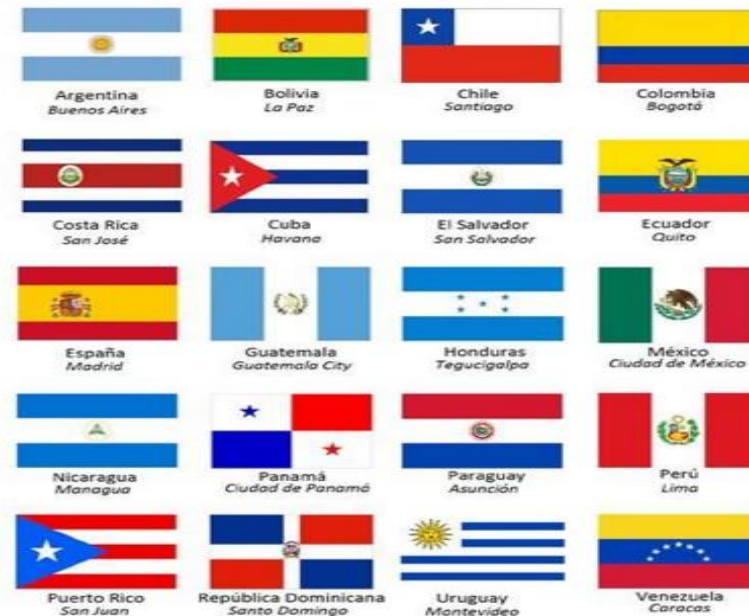 Argentina
Buenos Aires
Bolivia
La Paz
Chile
Santiago
Colombia
Bogotá
Costa Rica
San José
Cuba
Havana
El Salvador
San Salvador
Ecuador
Quito
España
Madrid
Guatemala
Guatemala City
Honduras
Tegucigalpa
México
Ciudad de México
Nicaragua
Managua
Panamá
Ciudad de Panamá
Paraguay
Asunción
Perú
Lima
Puerto Rico
San Juan
República Dominicana
Santo Domingo
Uruguay
Montevideo
Venezuela
Caracas